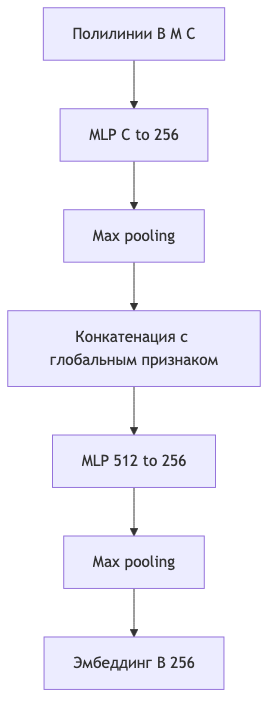 Полилинии B M C
MLP C to 256
Max pooling
Конкатенация с
глобальным признаком
MLP 512 to 256
Max pooling
Эмбеддинг B 256